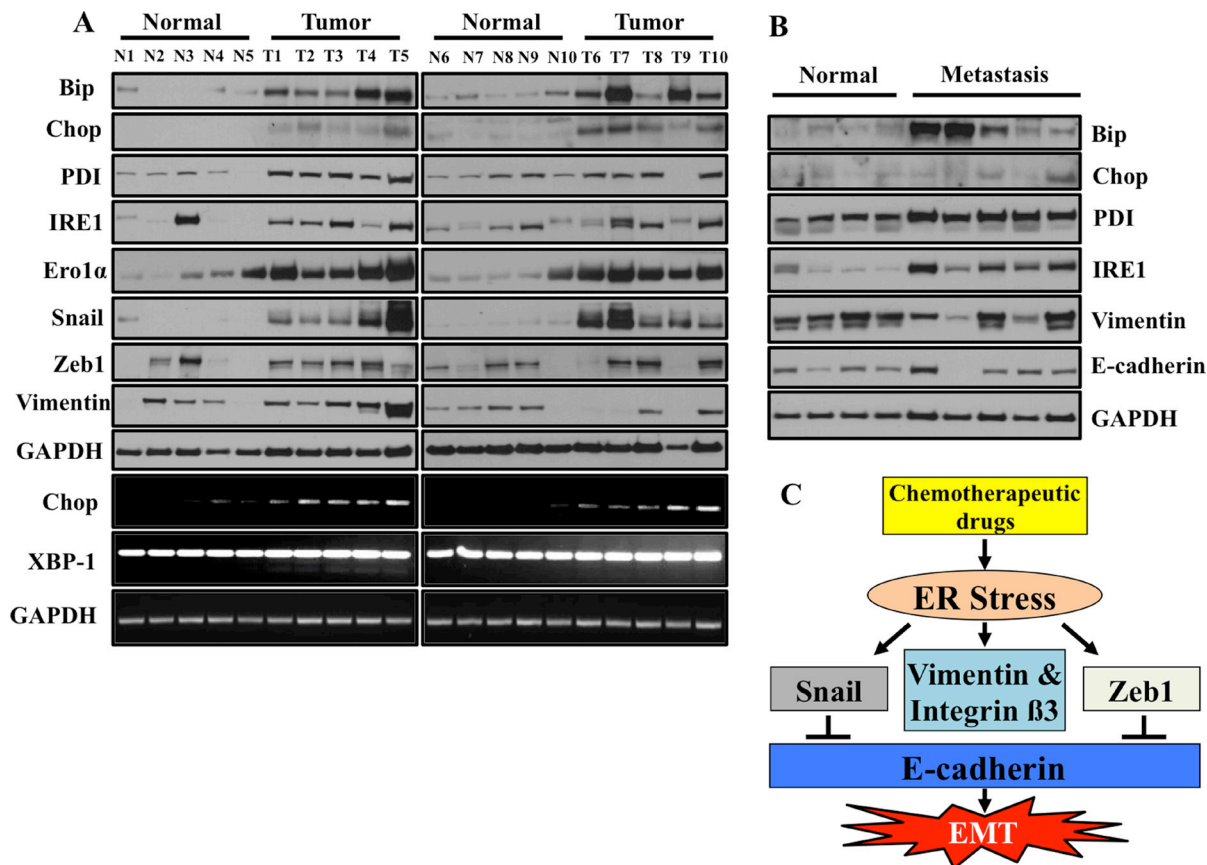 A
Normal Tumor Normal Tumor
N1 N2 N3 N4 N5 T1 T2 T3 T4 T5 N6 N7 N8 N9 N10 T6 T7 T8 T9 T10
Bip
Chop
PDI
IRE1
Ero1α
Snail
Zeb1
Vimentin
GAPDH
Chop
XBP-1
GAPDH
B
Normal Metastasis
Bip
Chop
PDI
IRE1
Vimentin
E-cadherin
GAPDH
C
Chemotherapeutic
drugs
ER Stress
Snail
Vimentin &
Integrin ß3
Zeb1
E-cadherin
EMT